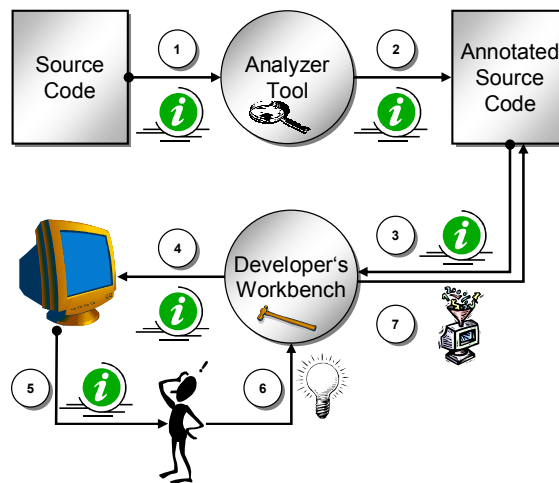 Source
Code
1
Analyzer
Tool
2
Annotated
Source
Code
i
i
3
i
4
Developer‘s
Workbench
i
7
5
i
!
6